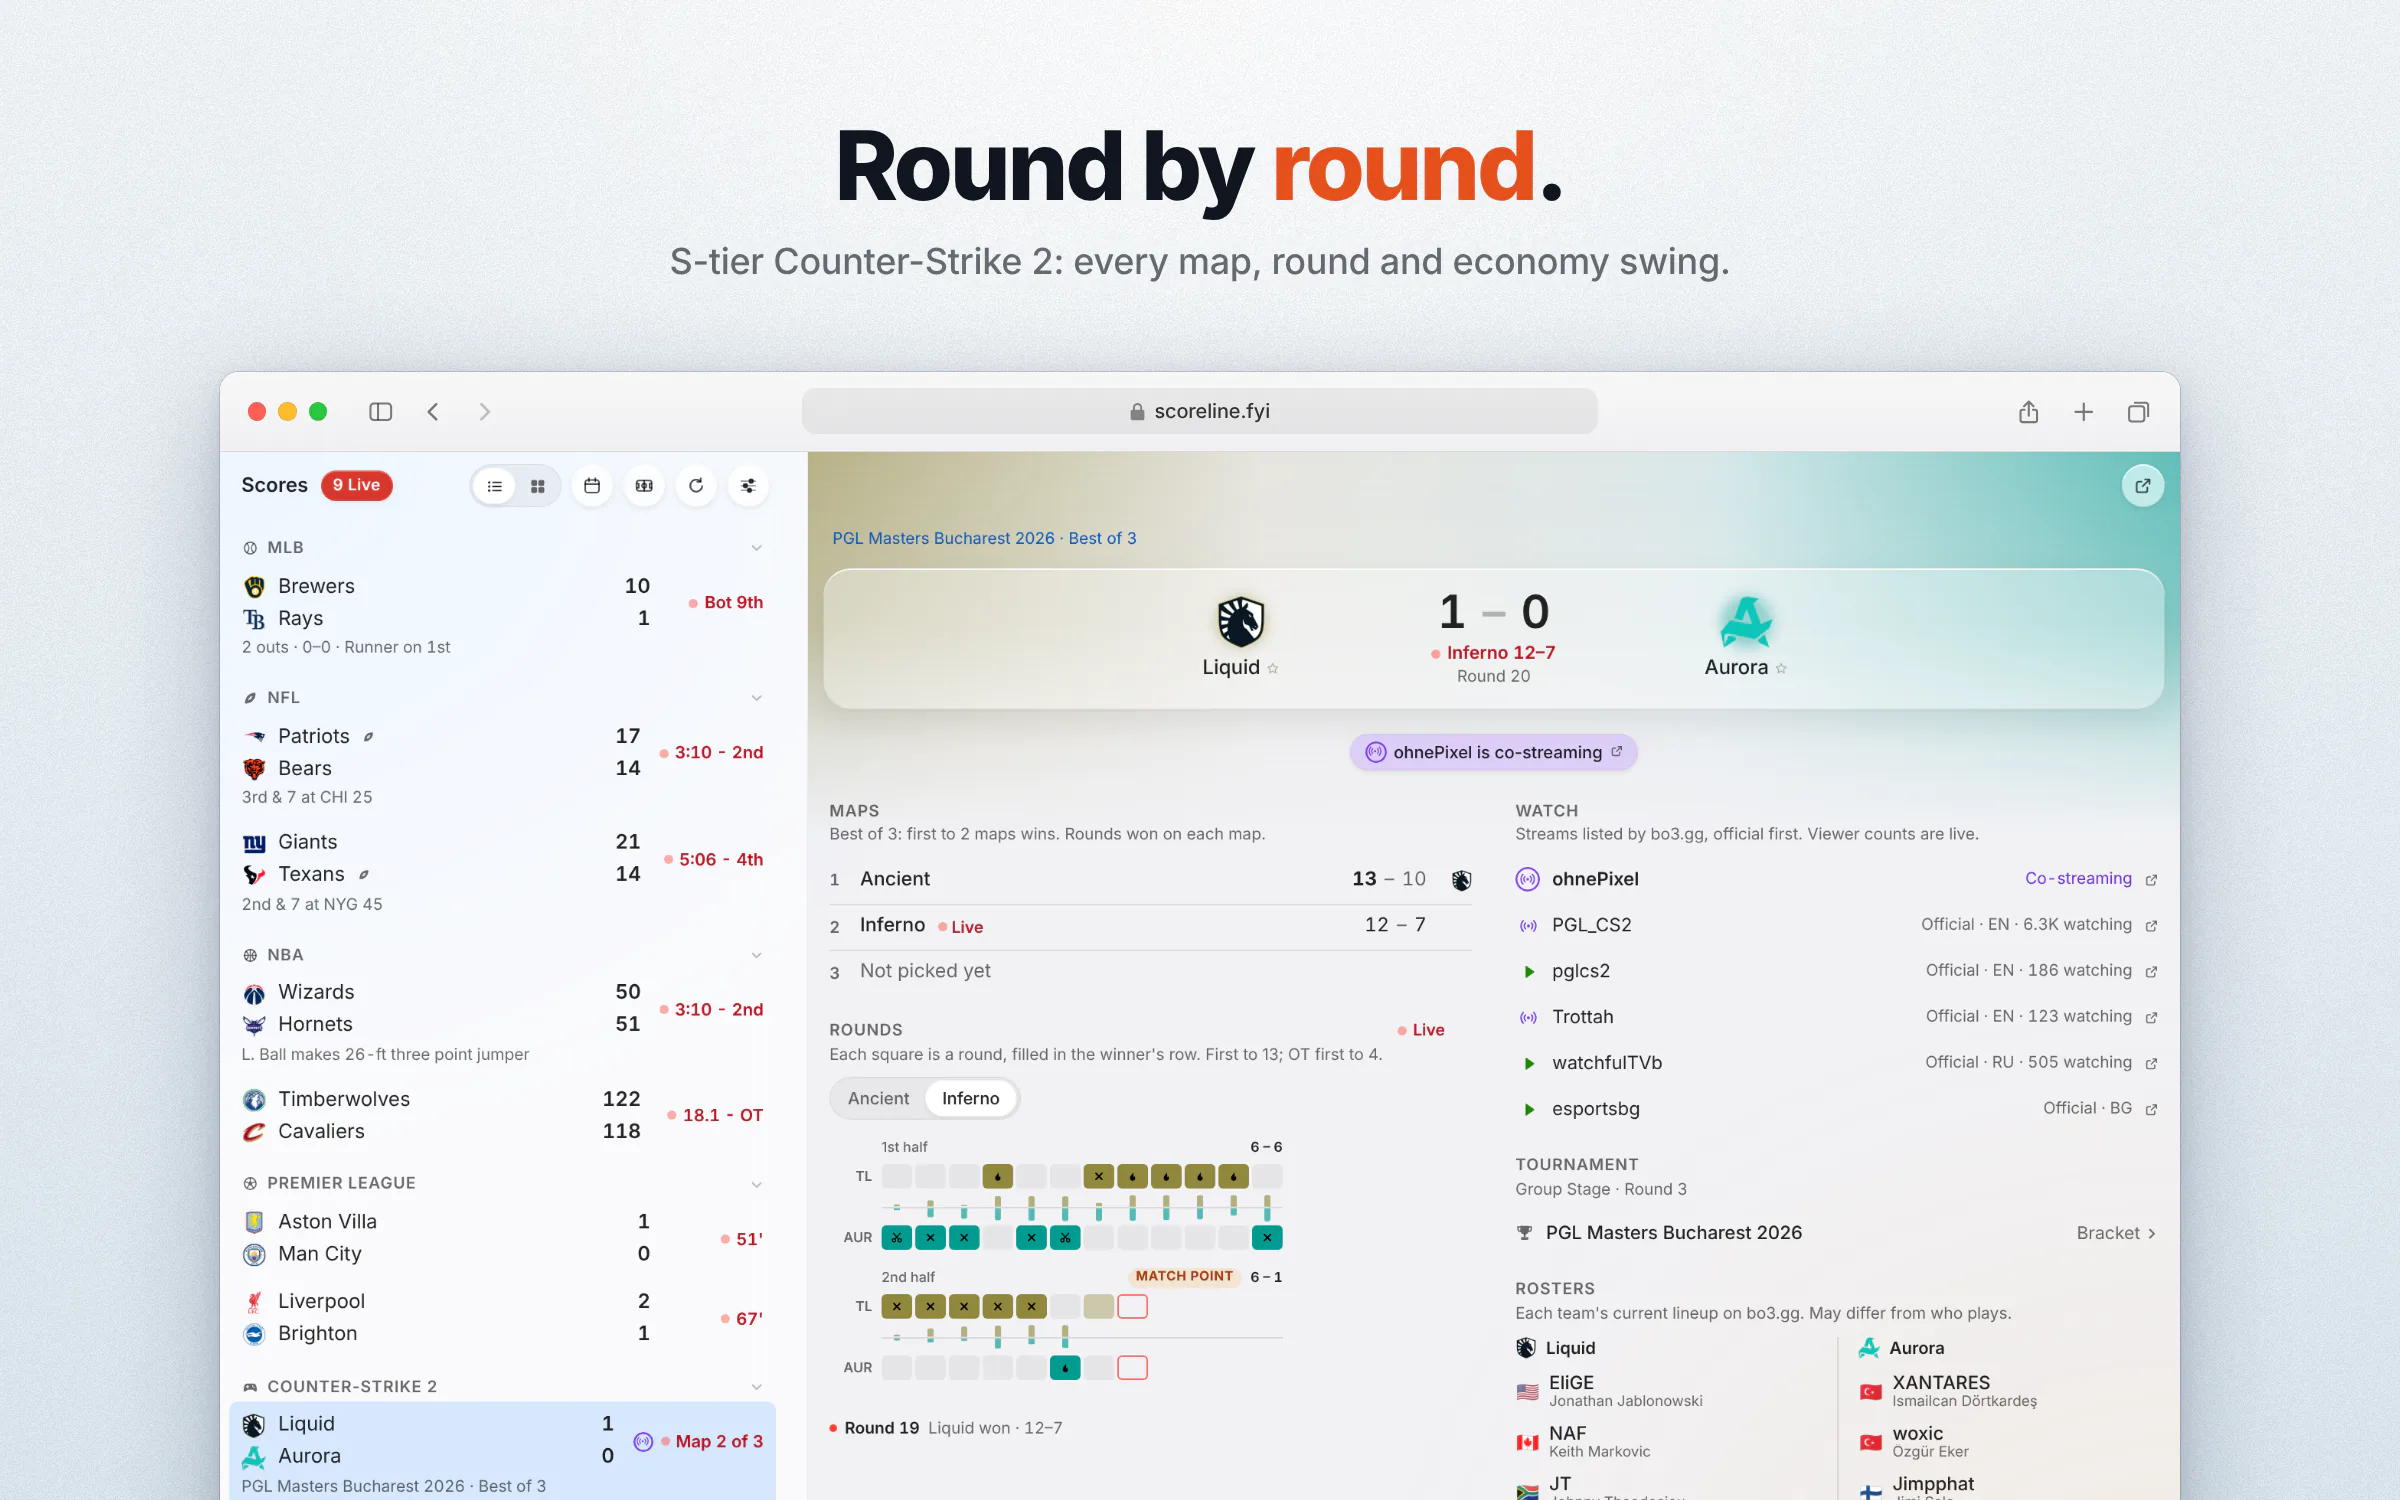 Round by round.
S-tier Counter-Strike 2: every map, round and economy swing.
scoreline.fyi
Scores 9 Live
MLB
Brewers 10
Rays 1
Bot 9th
2 outs · 0–0 · Runner on 1st
NFL
Patriots 17
Bears 14
3:10 - 2nd
3rd & 7 at CHI 25
Giants 21
Texans 14
5:06 - 4th
2nd & 7 at NYG 45
NBA
Wizards 50
Hornets 51
3:10 - 2nd
L. Ball makes 26-ft three point jumper
Timberwolves 122
Cavaliers 118
18.1 - OT
PREMIER LEAGUE
Aston Villa 1
Man City 0
51'
Liverpool 2
Brighton 1
67'
COUNTER-STRIKE 2
Liquid 1
Aurora 0
Map 2 of 3
PGL Masters Bucharest 2026 · Best of 3
PGL Masters Bucharest 2026 · Best of 3
Liquid
1 – 0
Inferno 12–7
Round 20
Aurora
ohnePixel is co-streaming
MAPS
Best of 3: first to 2 maps wins. Rounds won on each map.
1 Ancient 13 – 10
2 Inferno Live 12 – 7
3 Not picked yet
ROUNDS Live
Each square is a round, filled in the winner's row. First to 13; OT first to 4.
Ancient Inferno
1st half 6 – 6
TL
AUR
2nd half MATCH POINT 6 – 1
TL
AUR
Round 19 Liquid won · 12–7
WATCH
Streams listed by bo3.gg, official first. Viewer counts are live.
ohnePixel Co-streaming
PGL_CS2 Official · EN · 6.3K watching
pglcs2 Official · EN · 186 watching
Trottah Official · EN · 123 watching
watchfulTVb Official · RU · 505 watching
esportsbg Official · BG
TOURNAMENT
Group Stage · Round 3
PGL Masters Bucharest 2026 Bracket
ROSTERS
Each team's current lineup on bo3.gg. May differ from who plays.
Liquid
EliGE
Jonathan Jablonowski
NAF
Keith Markovic
JT
Aurora
XANTARES
Ismailcan Dörtkardeş
woxic
Özgür Eker
Jimpphat